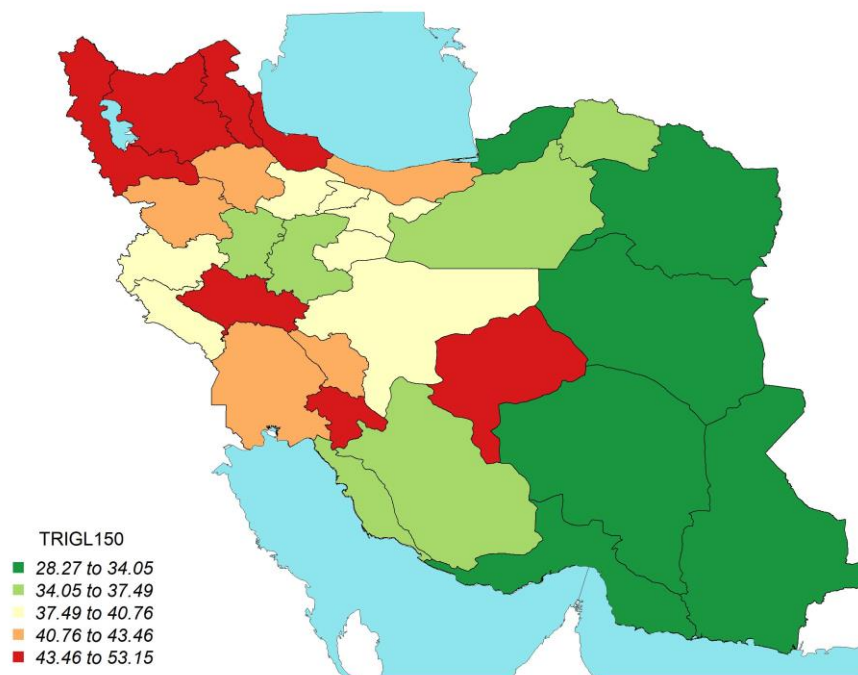 TRIGL150
28.27 to 34.05
34.05 to 37.49
37.49 to 40.76
40.76 to 43.46
43.46 to 53.15